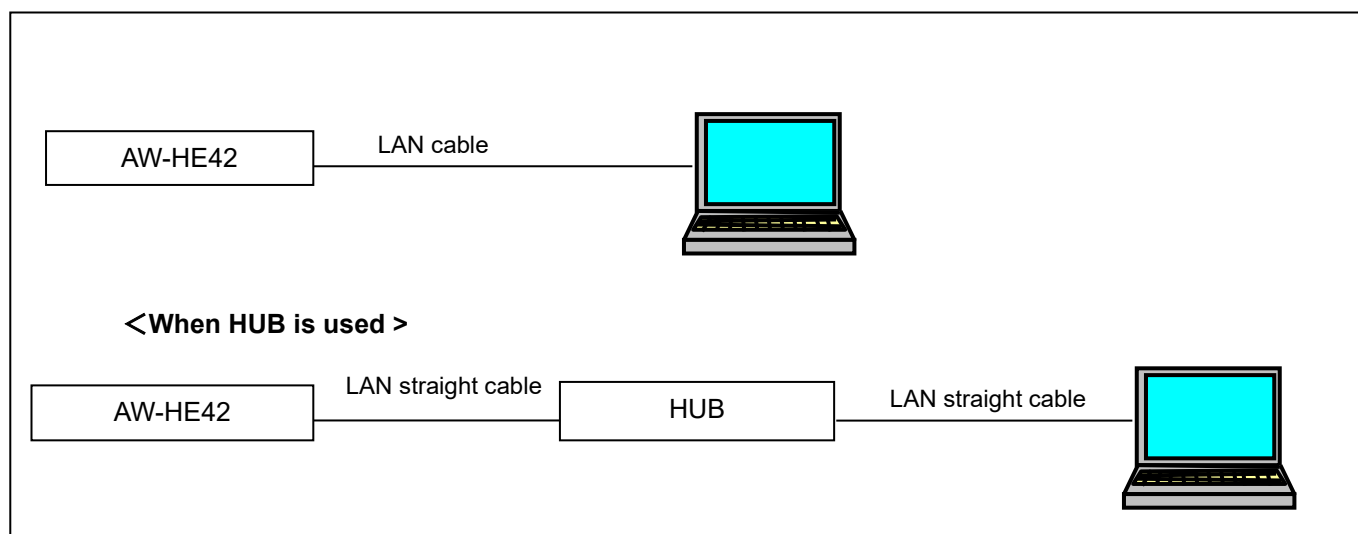 AW-HE42
LAN cable
＜When HUB is used >
AW-HE42
LAN straight cable
HUB
LAN straight cable